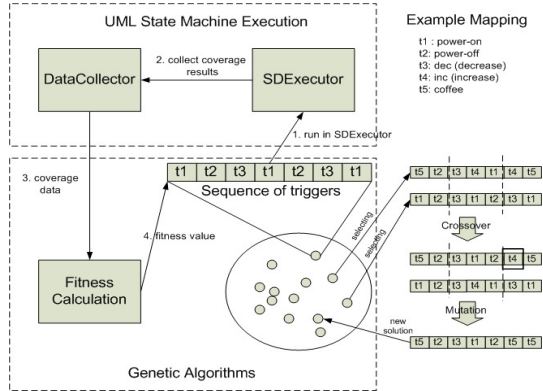 UML State Machine Execution
Example Mapping
t1 : power-on
t2: power-off
t3: dec (decrease)
t4: inc (increase)
t5: coffee
DataCollector
2. collect coverage
results
SDExecutor
1. run in SDExecutor
3. coverage
data
t1 t2 t3 t1 t2 t3 t1
Sequence of triggers
4. fitness value
Fitness
Calculation
selecting
selecting
t5 t2 t3 t4 t1 t4 t5
t1 t2 t3 t1 t2 t3 t1
Crossover
t5 t2 t3 t1 t2 t4 t5
t1 t2 t3 t4 t1 t3 t1
Mutation
new
solution
t5 t2 t3 t1 t2 t1 t5
Genetic Algorithms